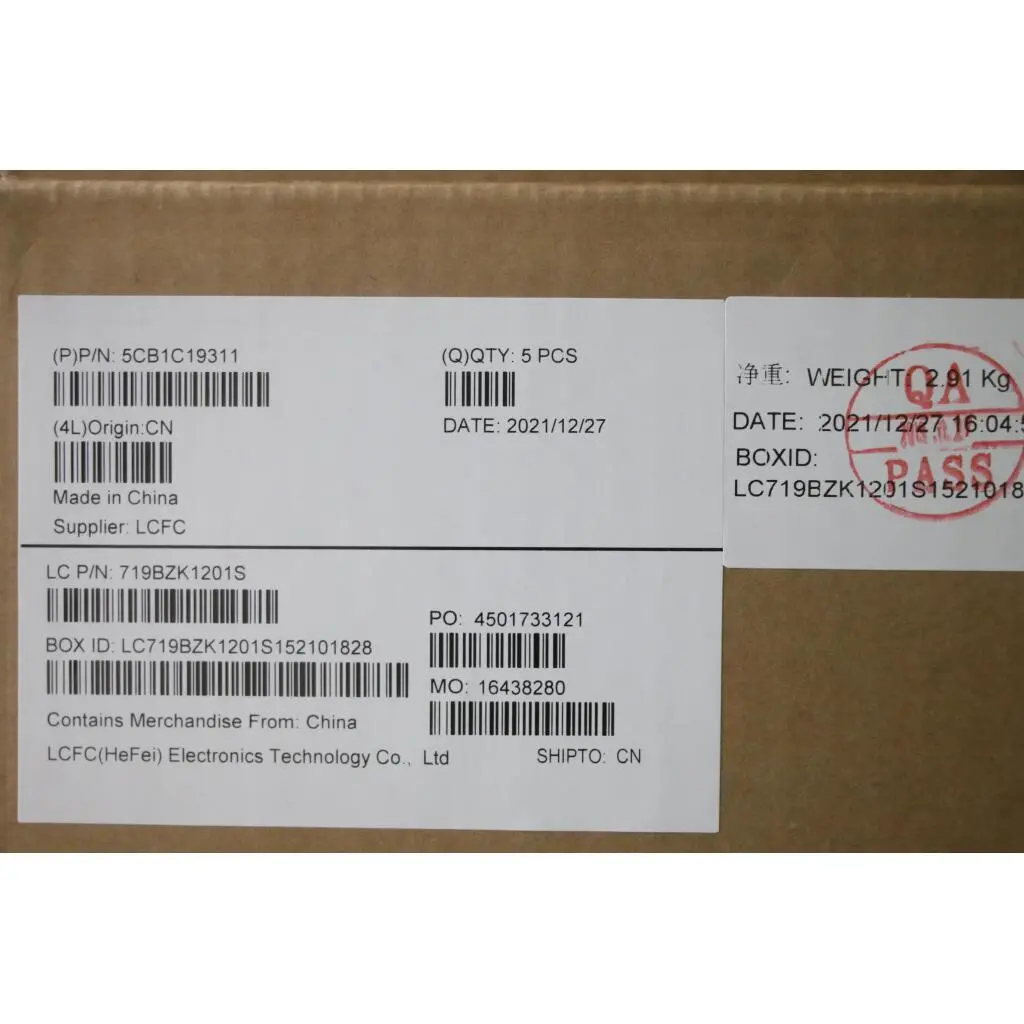 (P)P/N: 5CB1C19311
(Q)QTY: 5 PCS
(4L)Origin:CN
DATE: 2021/12/27
Made in China
Supplier: LCFC
LC P/N: 719BZK1201S
PO: 4501733121
BOX ID: LC719BZK1201S152101828
MO: 16438280
Contains Merchandise From: China
LCFC(HeFei) Electronics Technology Co., Ltd
SHIPTO: CN
净重: WEIGHT: 2.91 Kg
DATE: 2021/12/27 16:04:5
BOXID:
LC719BZK1201S1521018
QA
PASS